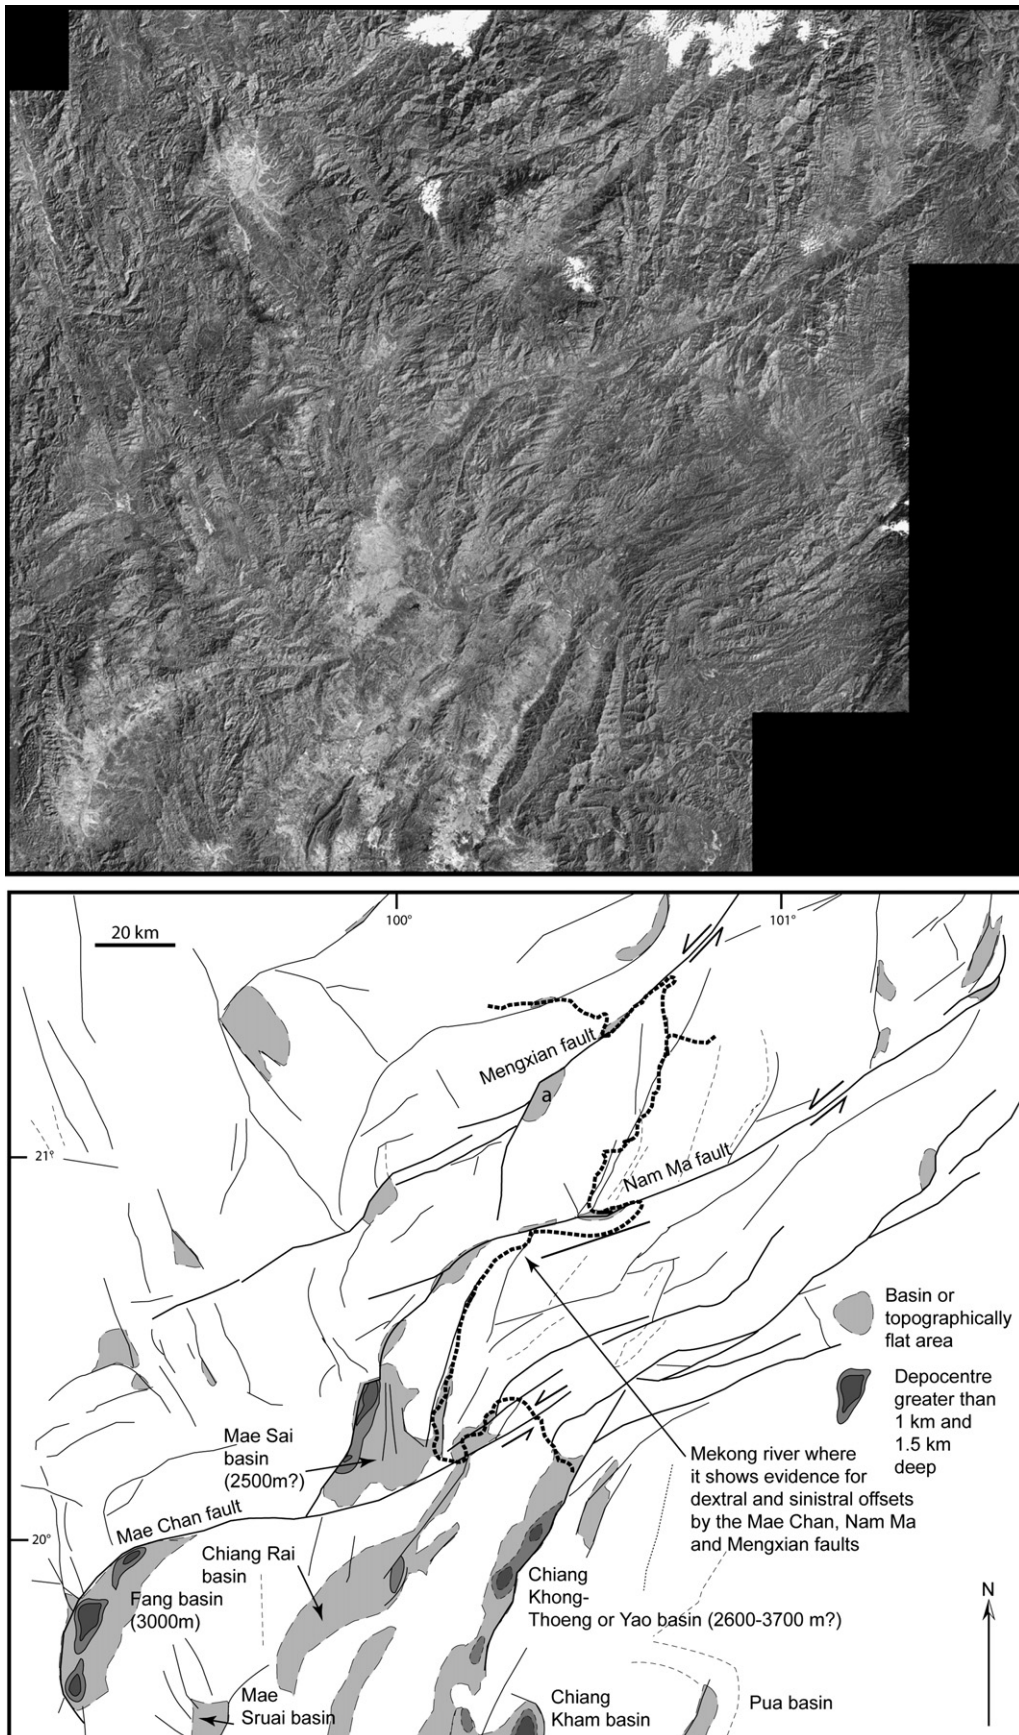 100°
101°
20 km
Mengxian fault
a
21°
Nam Ma fault
Basin or
topographically
flat area
Depocentre
greater than
1 km and
1.5 km
deep
Mae Sai
basin
(2500m?)
Mekong river where
it shows evidence for
dextral and sinistral offsets
by the Mae Chan, Nam Ma
and Mengxian faults
Mae Chan fault
20°
Chiang Rai
basin
Fang basin
(3000m)
Chiang
Khong-
Thoeng or Yao basin (2600-3700 m?)
N
Mae
Sruai basin
Chiang
Kham basin
Pua basin